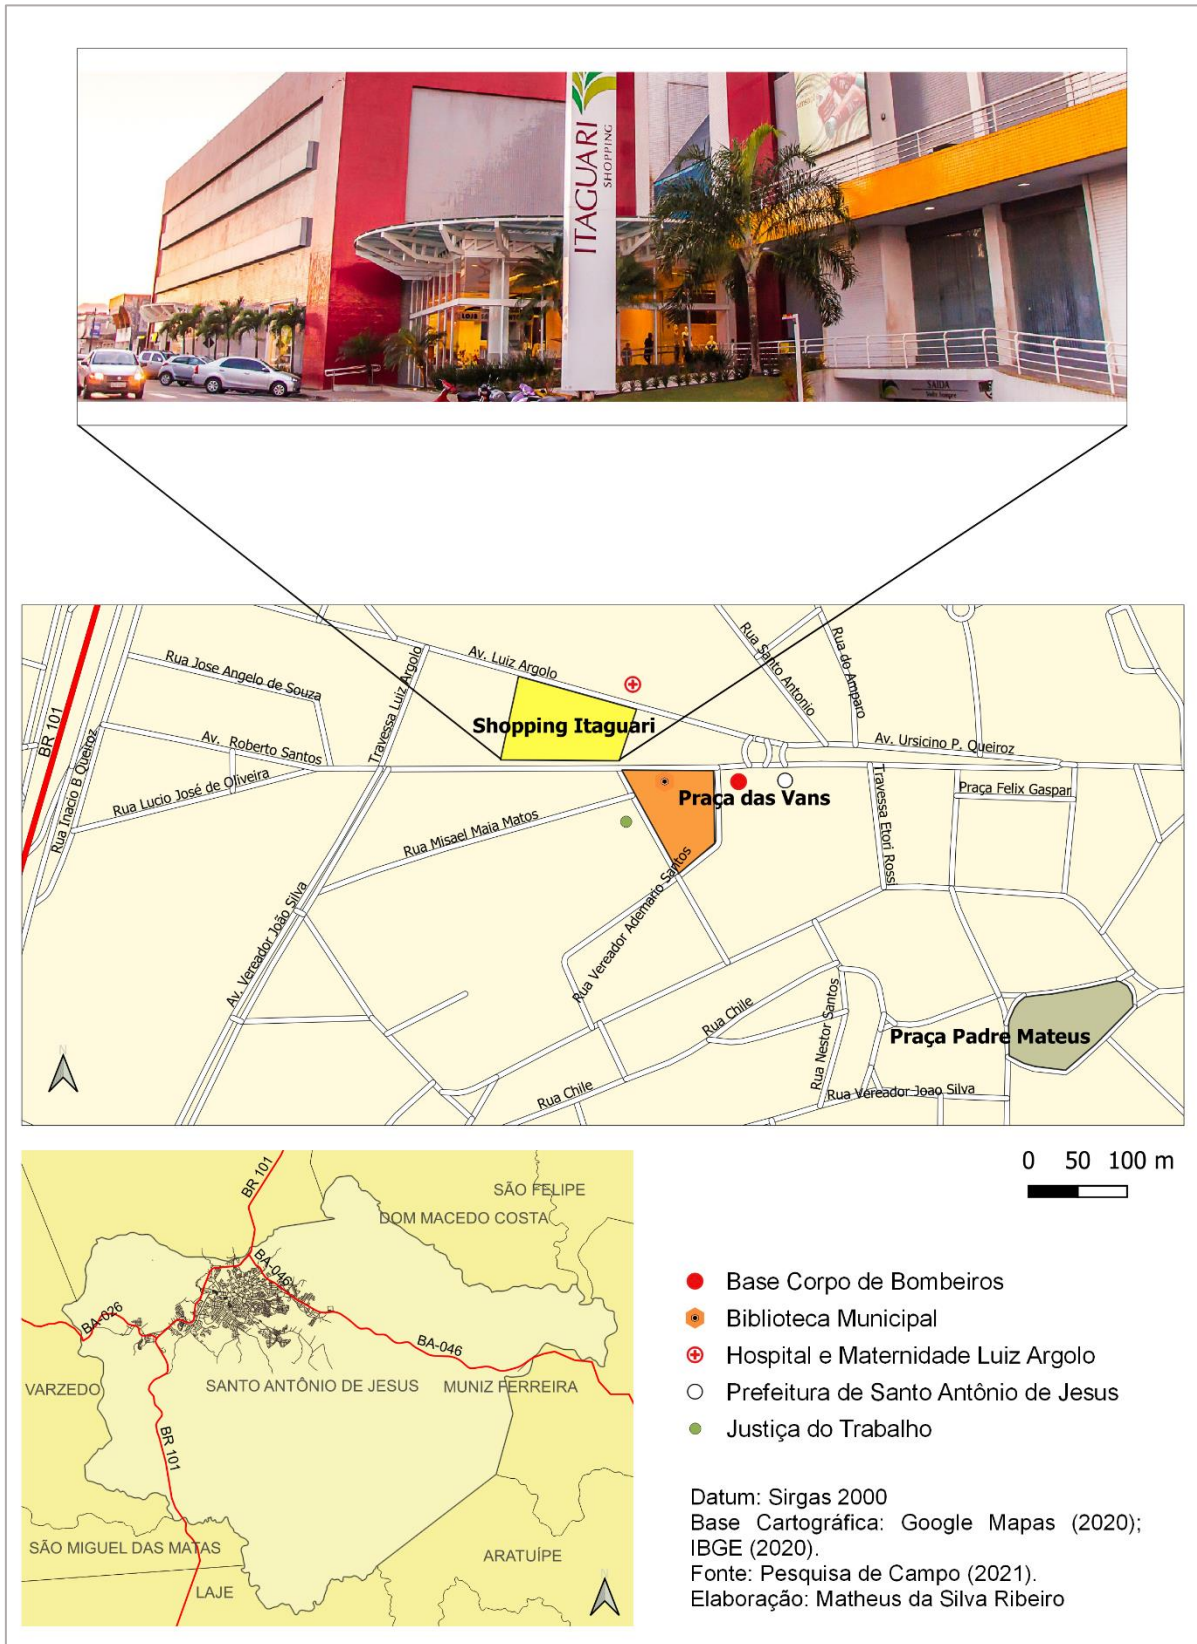 ITAGUARI
SHOPPING
SAÍDA
BR 101
Rua Inacio B Queiroz
Rua Jose Angelo de Souza
Av. Roberto Santos
Rua Lucio José de Oliveira
Travessa Luiz Argolo
Av. Luiz Argolo
Shopping Itaguari
Rua Santo Antonio
Rua do Amparo
Av. Ursicino P. Queiroz
Praça das Vans
Travessa Etori Rossi
Praça Felix Gaspar
Rua Misael Maia Matos
Av. Vereador João Silva
Rua Vereador Ademario Santos
Rua Chile
Rua Chile
Rua Nestor Santos
Praça Padre Mateus
Rua Vereador Joao Silva
N
0 50 100 m
BR 101
SÃO FELIPE
DOM MACEDO COSTA
BA-046
BA-026
BA-046
VARZEDO
SANTO ANTÔNIO DE JESUS
MUNIZ FERREIRA
BR 101
SÃO MIGUEL DAS MATAS
LAJE
ARATUÍPE
N
Base Corpo de Bombeiros
Biblioteca Municipal
Hospital e Maternidade Luiz Argolo
Prefeitura de Santo Antônio de Jesus
Justiça do Trabalho
Datum: Sirgas 2000
Base Cartográfica: Google Mapas (2020);
IBGE (2020).
Fonte: Pesquisa de Campo (2021).
Elaboração: Matheus da Silva Ribeiro